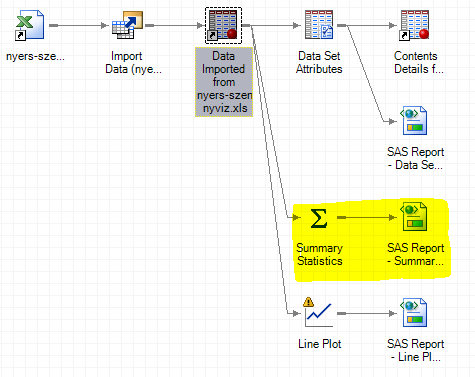 nyers-sze...
Import
Data (nye...
Data
Imported
from
nyers-szen
nyviz.xls
Data Set
Attributes
Contents
Details f...
SAS Report
- Data Se...
Summary
Statistics
SAS Report
- Summar...
Line Plot
SAS Report
- Line Pl...